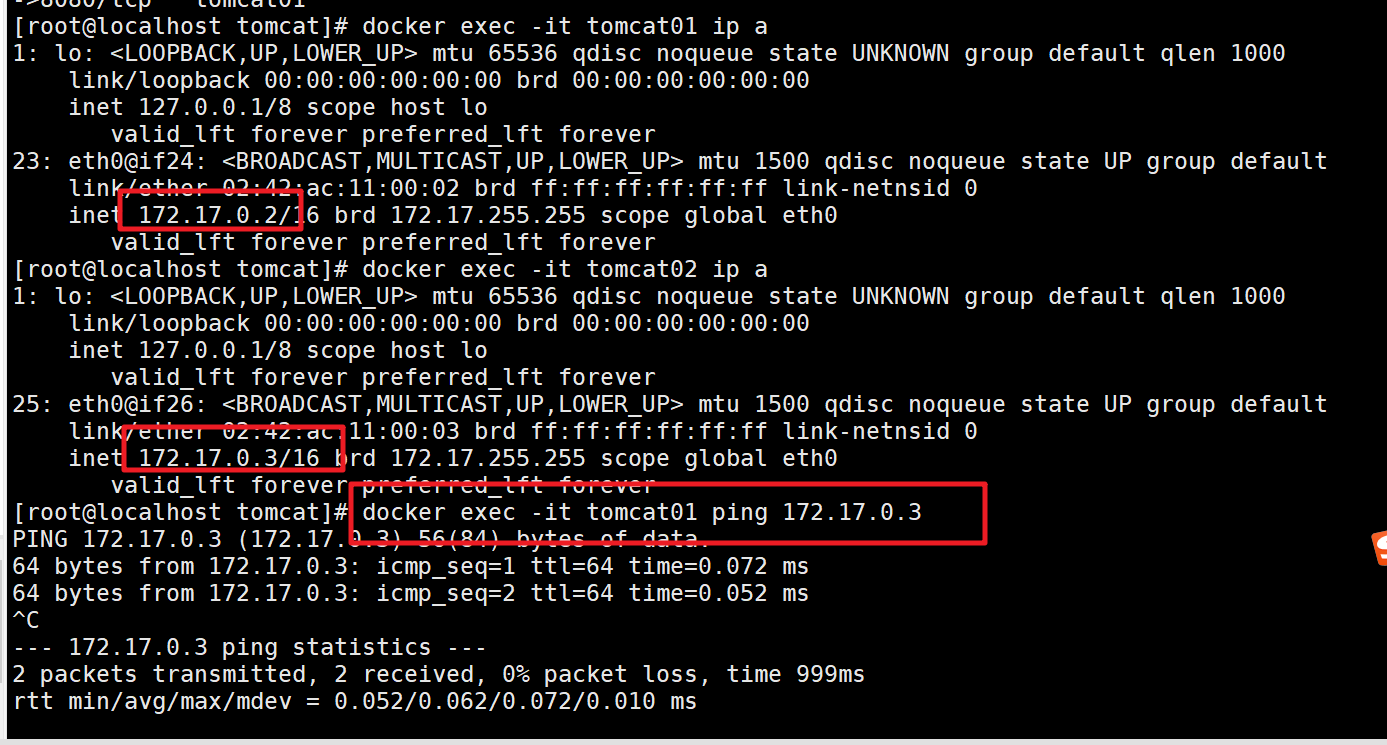 ->8080/tcp   tomcat01
[root@localhost tomcat]# docker exec -it tomcat01 ip a
1: lo: <LOOPBACK,UP,LOWER_UP> mtu 65536 qdisc noqueue state UNKNOWN group default qlen 1000
    link/loopback 00:00:00:00:00:00 brd 00:00:00:00:00:00
    inet 127.0.0.1/8 scope host lo
       valid_lft forever preferred_lft forever
23: eth0@if24: <BROADCAST,MULTICAST,UP,LOWER_UP> mtu 1500 qdisc noqueue state UP group default
    link/ether 02:42:ac:11:00:02 brd ff:ff:ff:ff:ff:ff link-netnsid 0
    inet 172.17.0.2/16 brd 172.17.255.255 scope global eth0
       valid_lft forever preferred_lft forever
[root@localhost tomcat]# docker exec -it tomcat02 ip a
1: lo: <LOOPBACK,UP,LOWER_UP> mtu 65536 qdisc noqueue state UNKNOWN group default qlen 1000
    link/loopback 00:00:00:00:00:00 brd 00:00:00:00:00:00
    inet 127.0.0.1/8 scope host lo
       valid_lft forever preferred_lft forever
25: eth0@if26: <BROADCAST,MULTICAST,UP,LOWER_UP> mtu 1500 qdisc noqueue state UP group default
    link/ether 02:42:ac:11:00:03 brd ff:ff:ff:ff:ff:ff link-netnsid 0
    inet 172.17.0.3/16 brd 172.17.255.255 scope global eth0
       valid_lft forever preferred_lft forever
[root@localhost tomcat]# docker exec -it tomcat01 ping 172.17.0.3
PING 172.17.0.3 (172.17.0.3) 56(84) bytes of data.
64 bytes from 172.17.0.3: icmp_seq=1 ttl=64 time=0.072 ms
64 bytes from 172.17.0.3: icmp_seq=2 ttl=64 time=0.052 ms
^C
--- 172.17.0.3 ping statistics ---
2 packets transmitted, 2 received, 0% packet loss, time 999ms
rtt min/avg/max/mdev = 0.052/0.062/0.072/0.010 ms